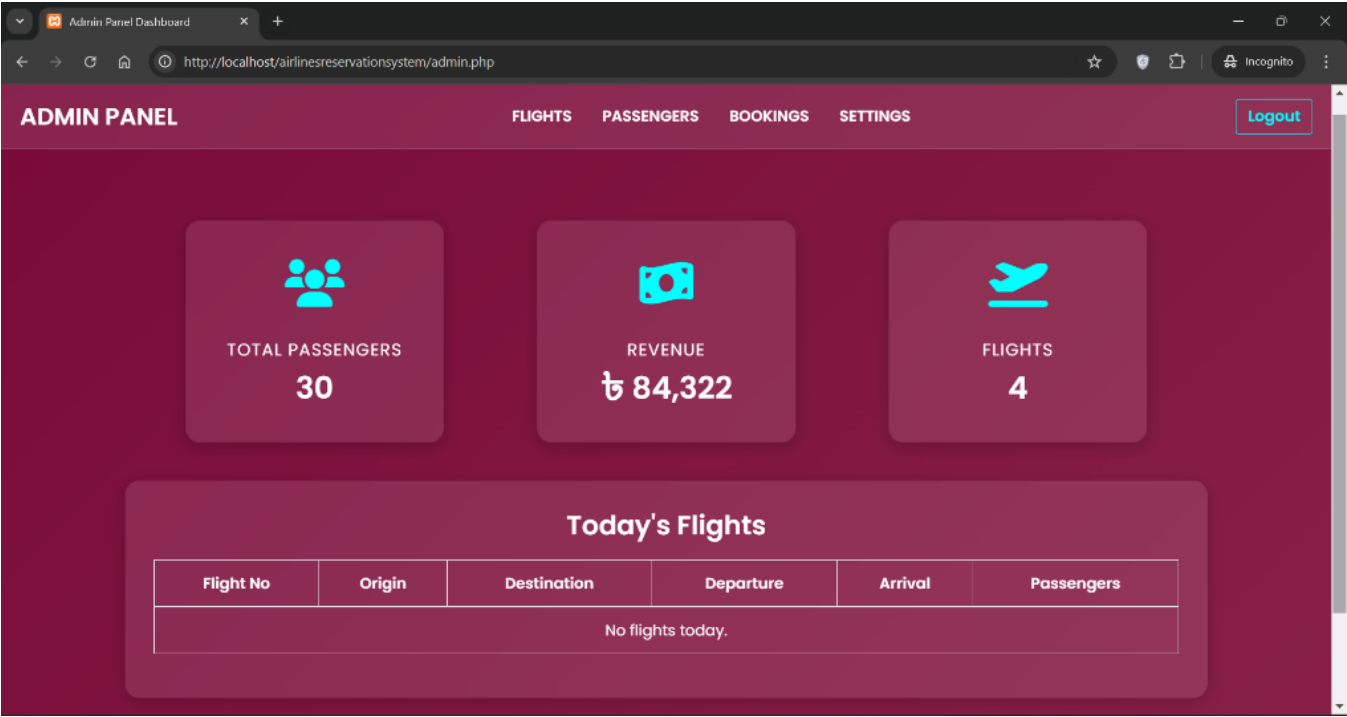 Admin Panel Dashboard
http://localhost/airlinesreservationsystem/admin.php
Incognito
ADMIN PANEL
FLIGHTS PASSENGERS BOOKINGS SETTINGS
Logout
TOTAL PASSENGERS
30
REVENUE
৳ 84,322
FLIGHTS
4
Today's Flights
Flight No Origin Destination Departure Arrival Passengers
No flights today.